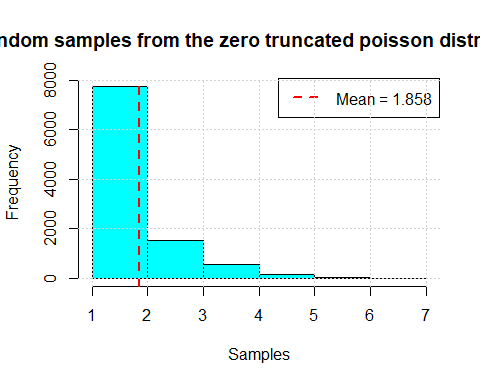 ndom samples from the zero truncated poisson distr
Mean = 1.858
Frequency
8000
6000
4000
2000
0
1 2 3 4 5 6 7
Samples